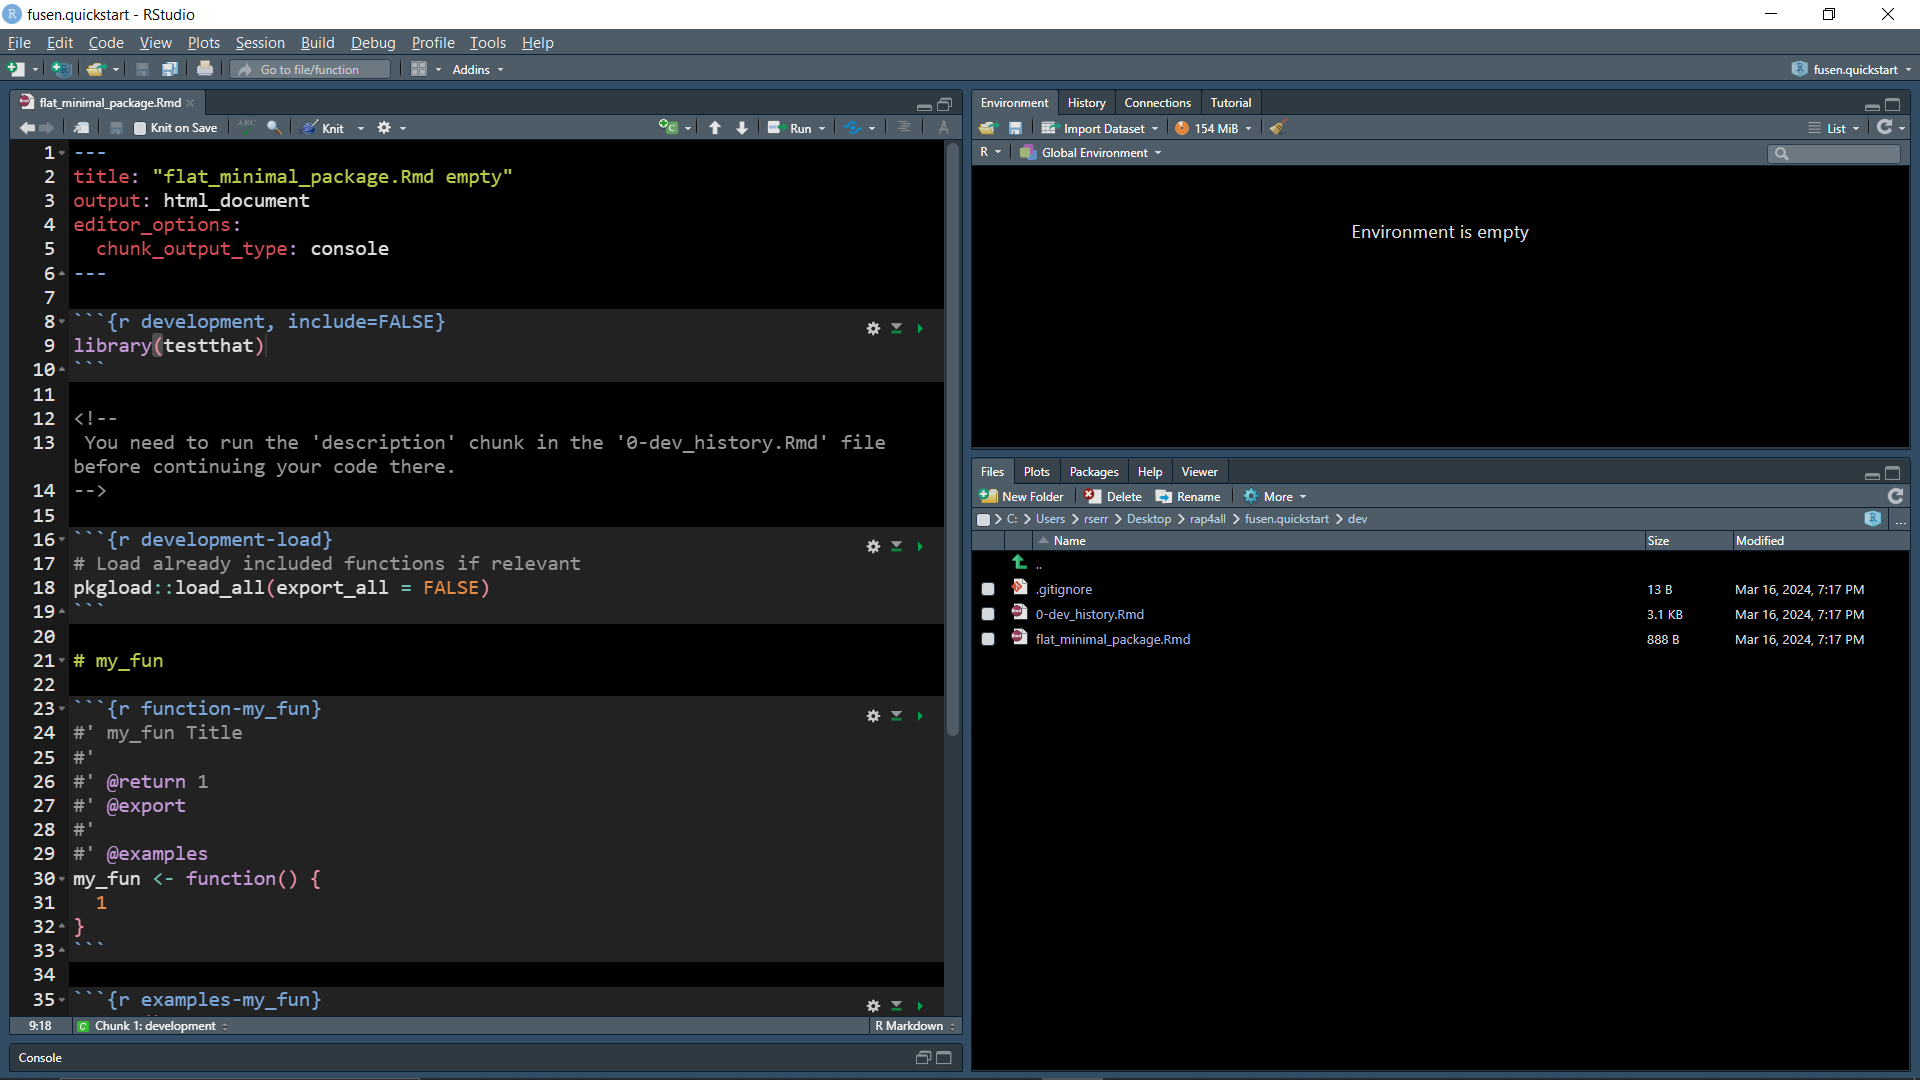 fusen.quickstart - RStudio
File Edit Code View Plots Session Build Debug Profile Tools Help
Go to file/function Addins fusen.quickstart
flat_minimal_package.Rmd
Knit on Save ABC Knit Run
1 ---
2 title: "flat_minimal_package.Rmd empty"
3 output: html_document
4 editor_options:
5 chunk_output_type: console
6 ---
7
8 ```{r development, include=FALSE}
9 library(testthat)
10 ```
11
12 <!--
13 You need to run the 'description' chunk in the '0-dev_history.Rmd' file
before continuing your code there.
14 -->
15
16 ```{r development-load}
17 # Load already included functions if relevant
18 pkgload::load_all(export_all = FALSE)
19 ```
20
21 # my_fun
22
23 ```{r function-my_fun}
24 #' my_fun Title
25 #'
26 #' @return 1
27 #' @export
28 #'
29 #' @examples
30 my_fun <- function() {
31 1
32 }
33 ```
34
35 ```{r examples-my_fun}
9:18 C Chunk 1: development R Markdown
Console
Environment History Connections Tutorial
Import Dataset 154 MiB List
R Global Environment
Environment is empty
Files Plots Packages Help Viewer
New Folder Delete Rename More
C: Users rserr Desktop rap4all fusen.quickstart dev ...
Name Size Modified
..
.gitignore 13 B Mar 16, 2024, 7:17 PM
0-dev_history.Rmd 3.1 KB Mar 16, 2024, 7:17 PM
flat_minimal_package.Rmd 888 B Mar 16, 2024, 7:17 PM